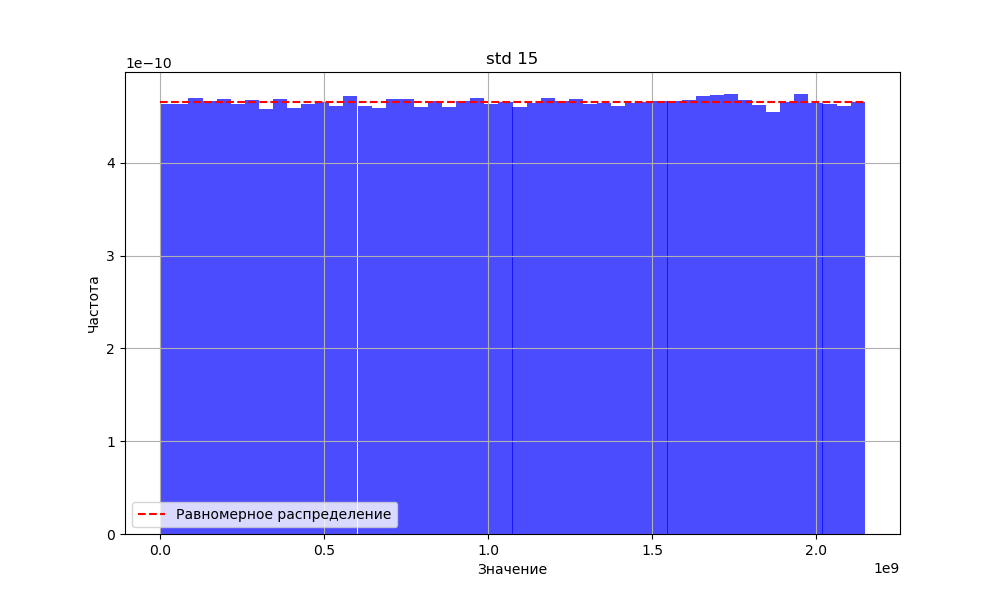 std 15
1e−10
4
3
2
1
0
Частота
Равномерное распределение
0.0 0.5 1.0 1.5 2.0
1e9
Значение